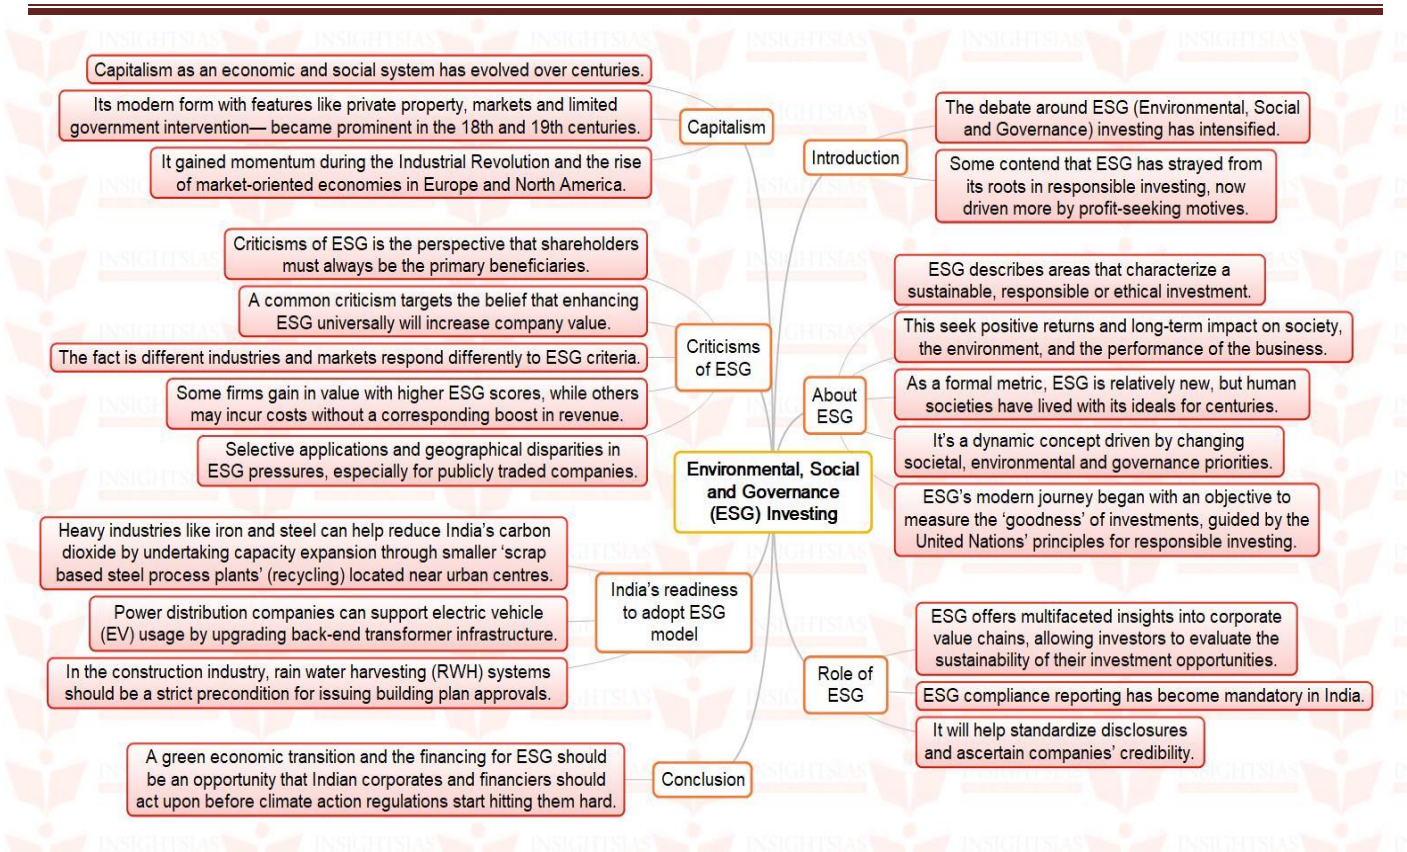 Environmental, Social
and Governance
(ESG) Investing
Introduction
The debate around ESG (Environmental, Social
and Governance) investing has intensified.
Some contend that ESG has strayed from
its roots in responsible investing, now
driven more by profit-seeking motives.
About
ESG
ESG describes areas that characterize a
sustainable, responsible or ethical investment.
This seek positive returns and long-term impact on society,
the environment, and the performance of the business.
As a formal metric, ESG is relatively new, but human
societies have lived with its ideals for centuries.
It's a dynamic concept driven by changing
societal, environmental and governance priorities.
ESG's modern journey began with an objective to
measure the ‘goodness’ of investments, guided by the
United Nations’ principles for responsible investing.
Role of
ESG
ESG offers multifaceted insights into corporate
value chains, allowing investors to evaluate the
sustainability of their investment opportunities.
ESG compliance reporting has become mandatory in India.
It will help standardize disclosures
and ascertain companies’ credibility.
Capitalism
Capitalism as an economic and social system has evolved over centuries.
Its modern form with features like private property, markets and limited
government intervention— became prominent in the 18th and 19th centuries.
It gained momentum during the Industrial Revolution and the rise
of market-oriented economies in Europe and North America.
Criticisms
of ESG
Criticisms of ESG is the perspective that shareholders
must always be the primary beneficiaries.
A common criticism targets the belief that enhancing
ESG universally will increase company value.
The fact is different industries and markets respond differently to ESG criteria.
Some firms gain in value with higher ESG scores, while others
may incur costs without a corresponding boost in revenue.
Selective applications and geographical disparities in
ESG pressures, especially for publicly traded companies.
India’s readiness
to adopt ESG
model
Heavy industries like iron and steel can help reduce India’s carbon
dioxide by undertaking capacity expansion through smaller ‘scrap
based steel process plants’ (recycling) located near urban centres.
Power distribution companies can support electric vehicle
(EV) usage by upgrading back-end transformer infrastructure.
In the construction industry, rain water harvesting (RWH) systems
should be a strict precondition for issuing building plan approvals.
Conclusion
A green economic transition and the financing for ESG should
be an opportunity that Indian corporates and financiers should
act upon before climate action regulations start hitting them hard.
INSIGHTSIAS